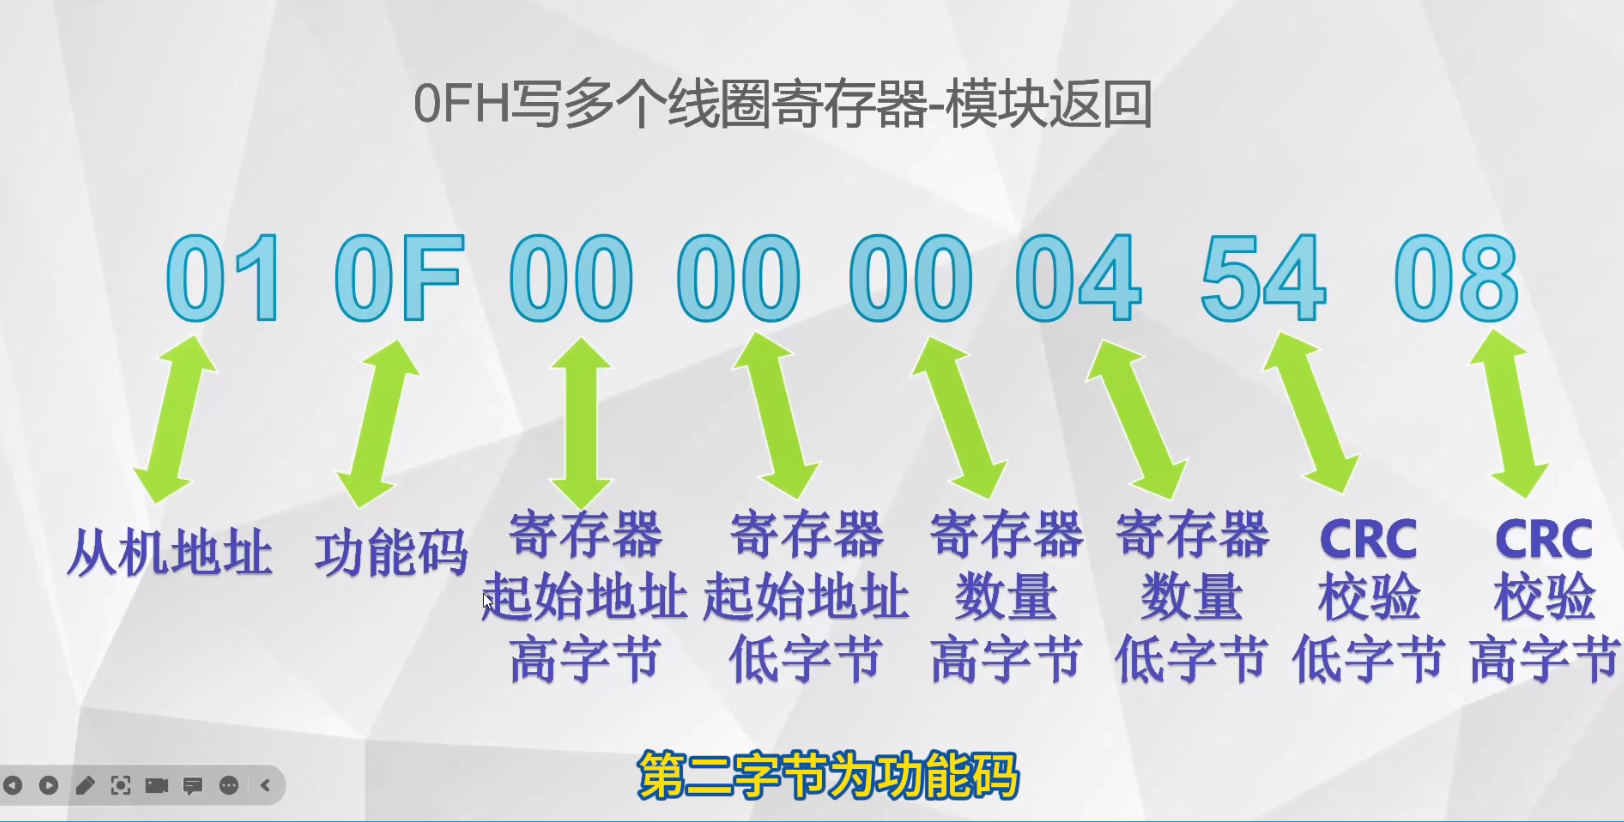 0FH写多个线圈寄存器-模块返回
01 0F 00 00 00 04 54 08
从机地址
功能码
寄存器
起始地址
高字节
寄存器
起始地址
低字节
寄存器
数量
高字节
寄存器
数量
低字节
CRC
校验
低字节
CRC
校验
高字节
第二字节为功能码